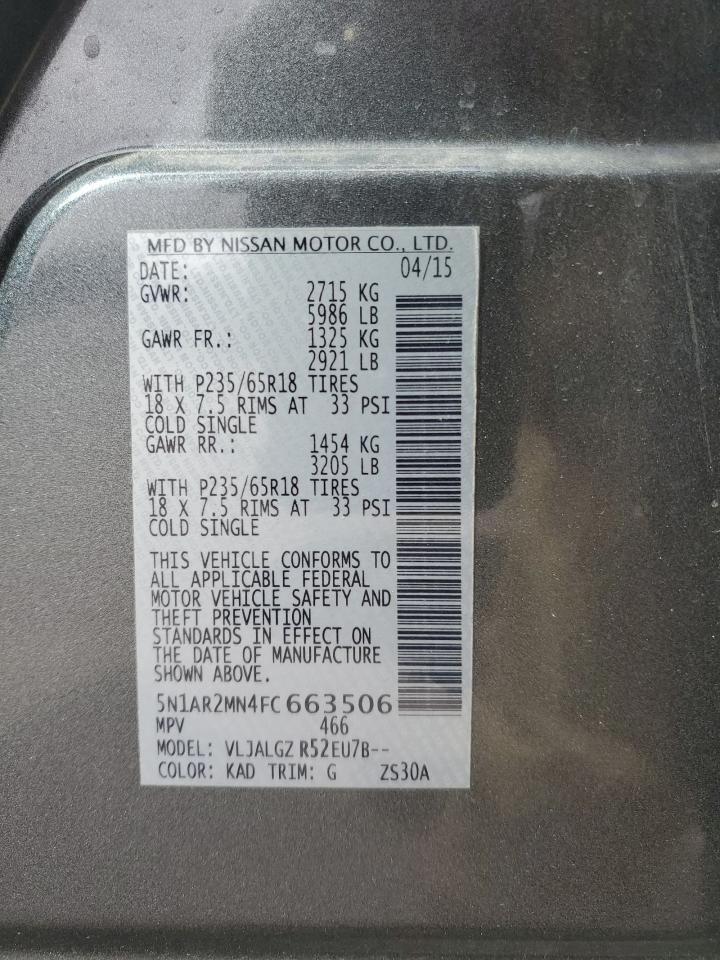 MFD BY NISSAN MOTOR CO., LTD.
DATE: 04/15
GVWR: 2715 KG
5986 LB
GAWR FR.: 1325 KG
2921 LB
WITH P235/65R18 TIRES
18 X 7.5 RIMS AT 33 PSI
COLD SINGLE
GAWR RR.: 1454 KG
3205 LB
WITH P235/65R18 TIRES
18 X 7.5 RIMS AT 33 PSI
COLD SINGLE
THIS VEHICLE CONFORMS TO
ALL APPLICABLE FEDERAL
MOTOR VEHICLE SAFETY AND
THEFT PREVENTION
STANDARDS IN EFFECT ON
THE DATE OF MANUFACTURE
SHOWN ABOVE.
5N1AR2MN4FC663506
MPV 466
MODEL: VLJALGZ R52EU7B--
COLOR: KAD TRIM: G ZS30A